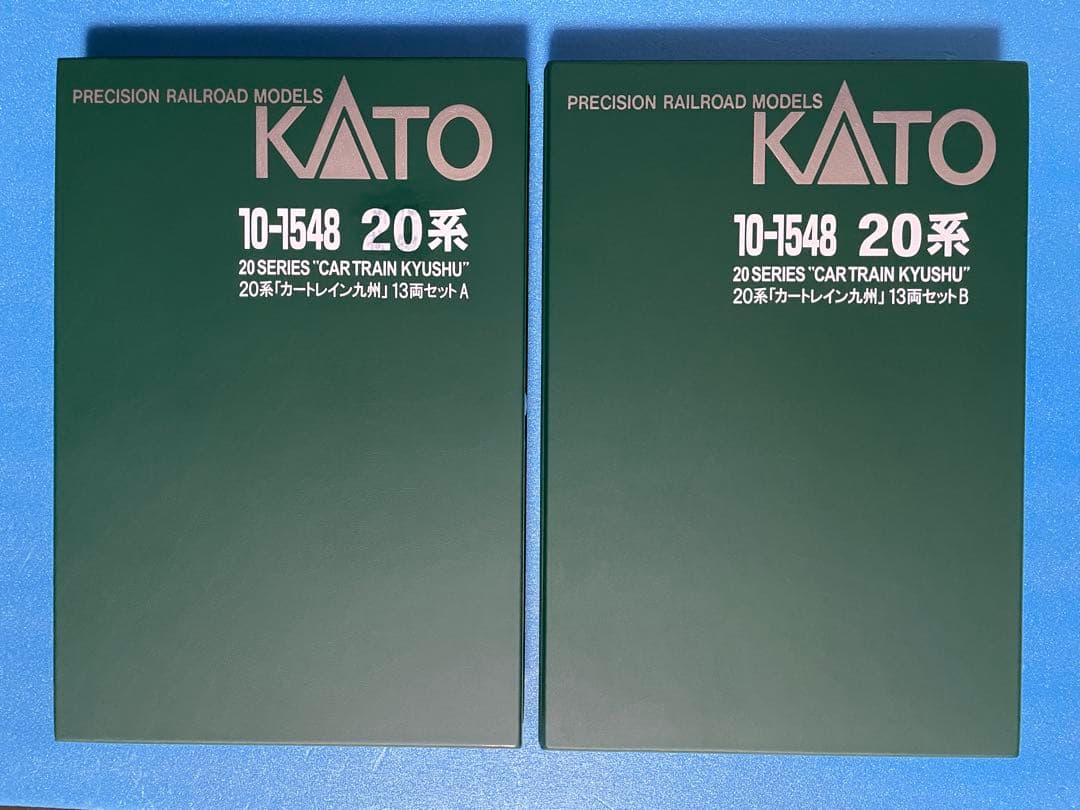 PRECISION RAILROAD MODELS
KATO
10-1548 20系
20 SERIES "CAR TRAIN KYUSHU"
20系「カートレイン九州」13両セットA
PRECISION RAILROAD MODELS
KATO
10-1548 20系
20 SERIES "CAR TRAIN KYUSHU"
20系「カートレイン九州」13両セットB